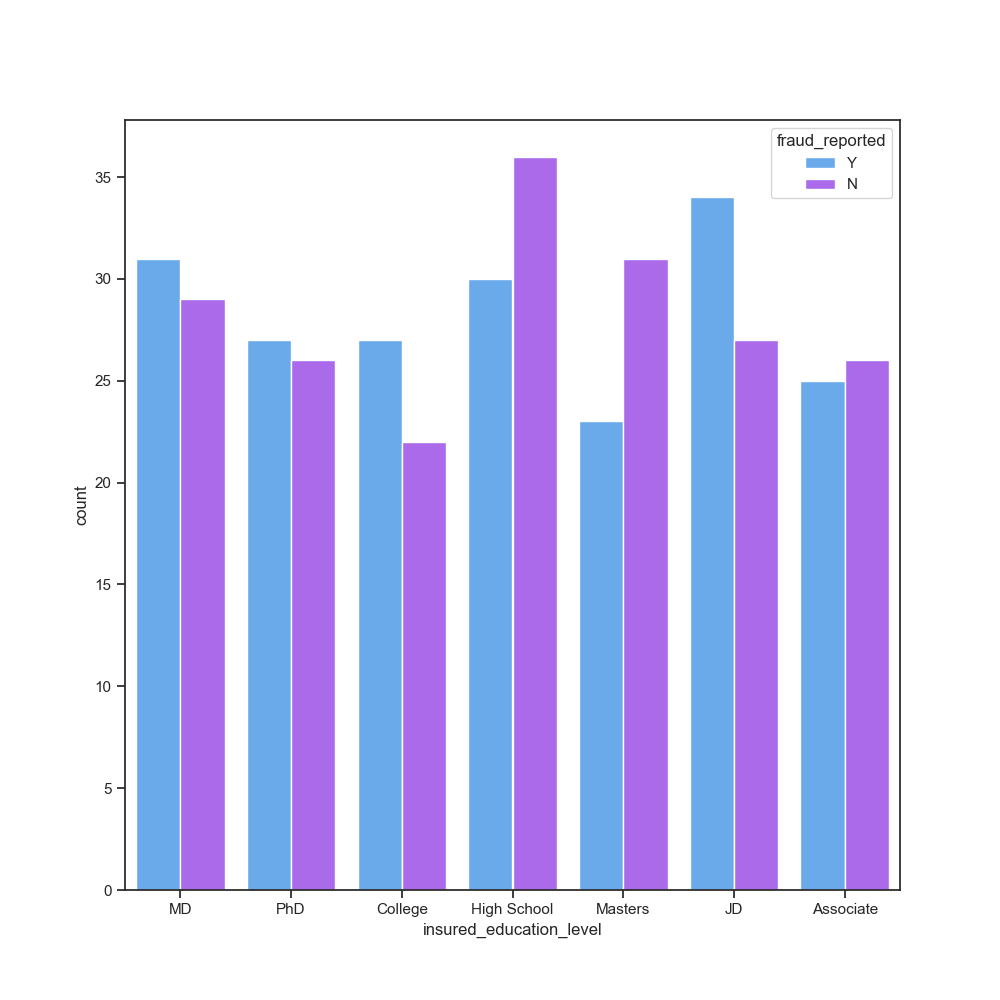 fraud_reported
Y
N
35
30
25
20
15
10
5
0
count
MD PhD College High School Masters JD Associate
insured_education_level